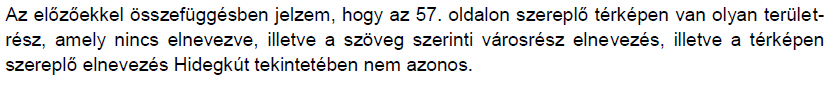 Az előzőekkel összefüggésben jelzem, hogy az 57. oldalon szereplő térképen van olyan terület-
rész, amely nincs elnevezve, illetve a szöveg szerinti városrész elnevezés, illetve a térképen
szereplő elnevezés Hidegkút tekintetében nem azonos.